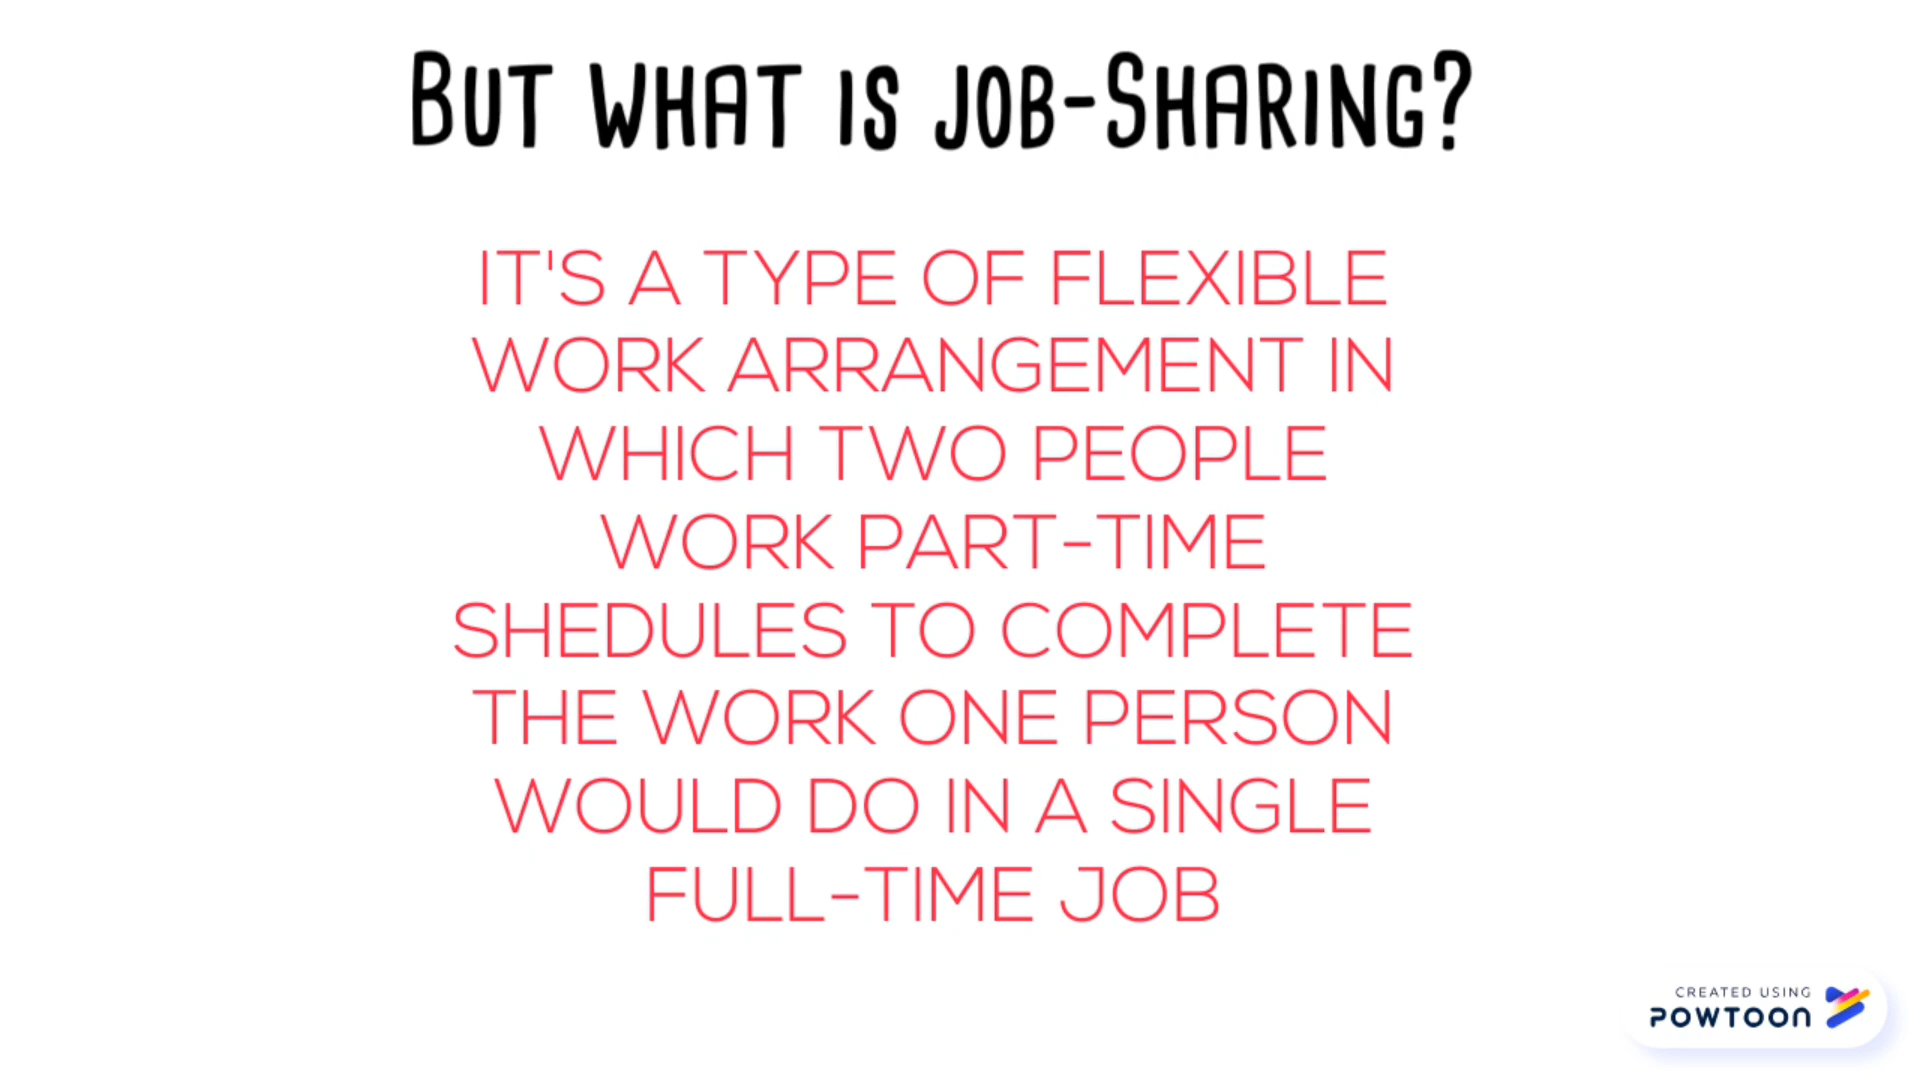 But what is job-Sharing?
IT'S A TYPE OF FLEXIBLE
WORK ARRANGEMENT IN
WHICH TWO PEOPLE
WORK PART-TIME
SHEDULES TO COMPLETE
THE WORK ONE PERSON
WOULD DO IN A SINGLE
FULL-TIME JOB
CREATED USING
POWTOON